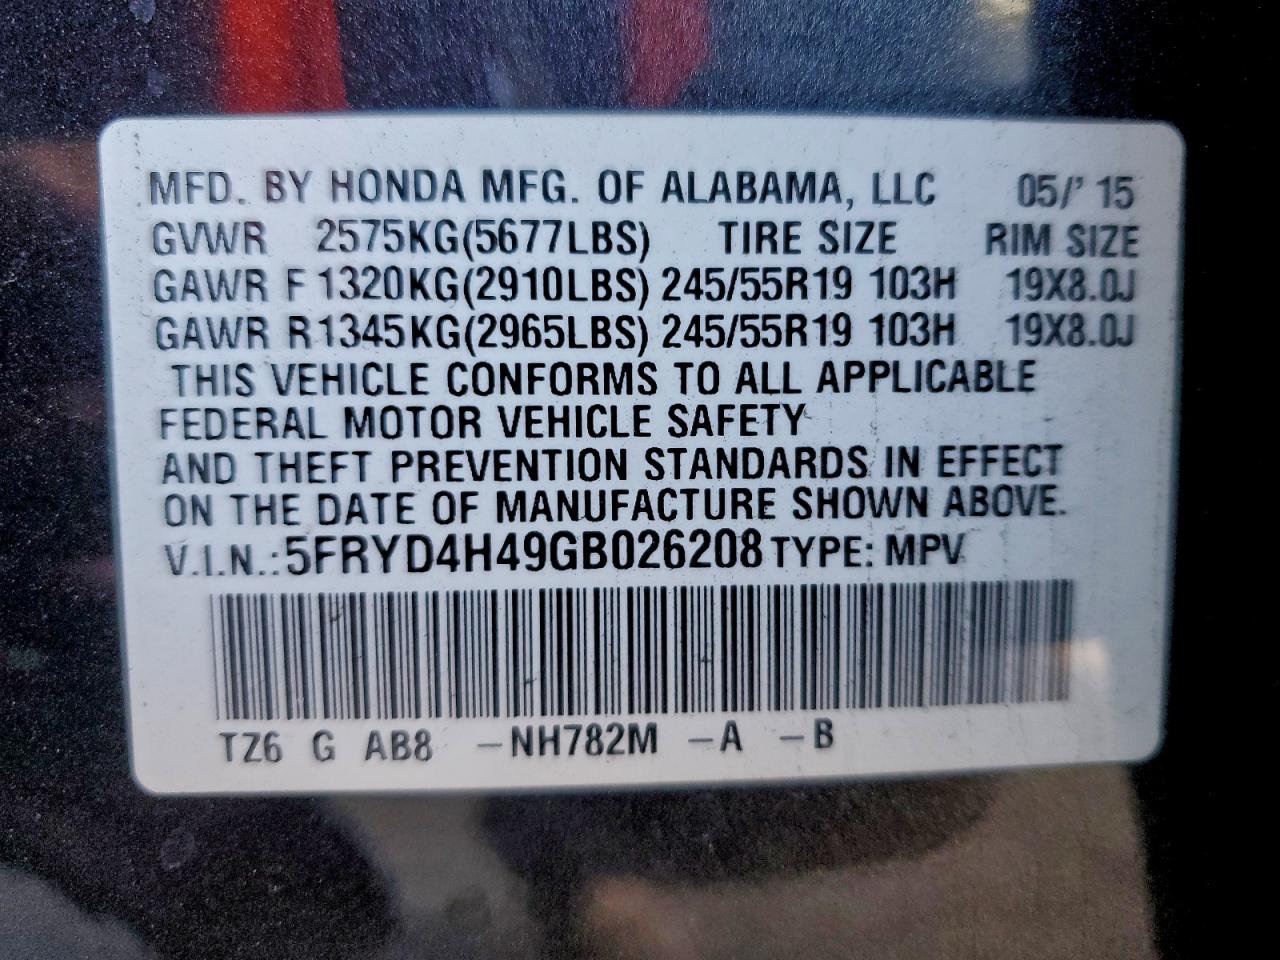 MFD. BY HONDA MFG. OF ALABAMA, LLC 05/' 15
GVWR 2575KG(5677LBS) TIRE SIZE RIM SIZE
GAWR F 1320KG(2910LBS) 245/55R19 103H 19X8.0J
GAWR R 1345KG(2965LBS) 245/55R19 103H 19X8.0J
THIS VEHICLE CONFORMS TO ALL APPLICABLE
FEDERAL MOTOR VEHICLE SAFETY
AND THEFT PREVENTION STANDARDS IN EFFECT
ON THE DATE OF MANUFACTURE SHOWN ABOVE.
V.I.N.: 5FRYD4H49GB026208 TYPE: MPV
TZ6 G AB8 -NH782M -A -B